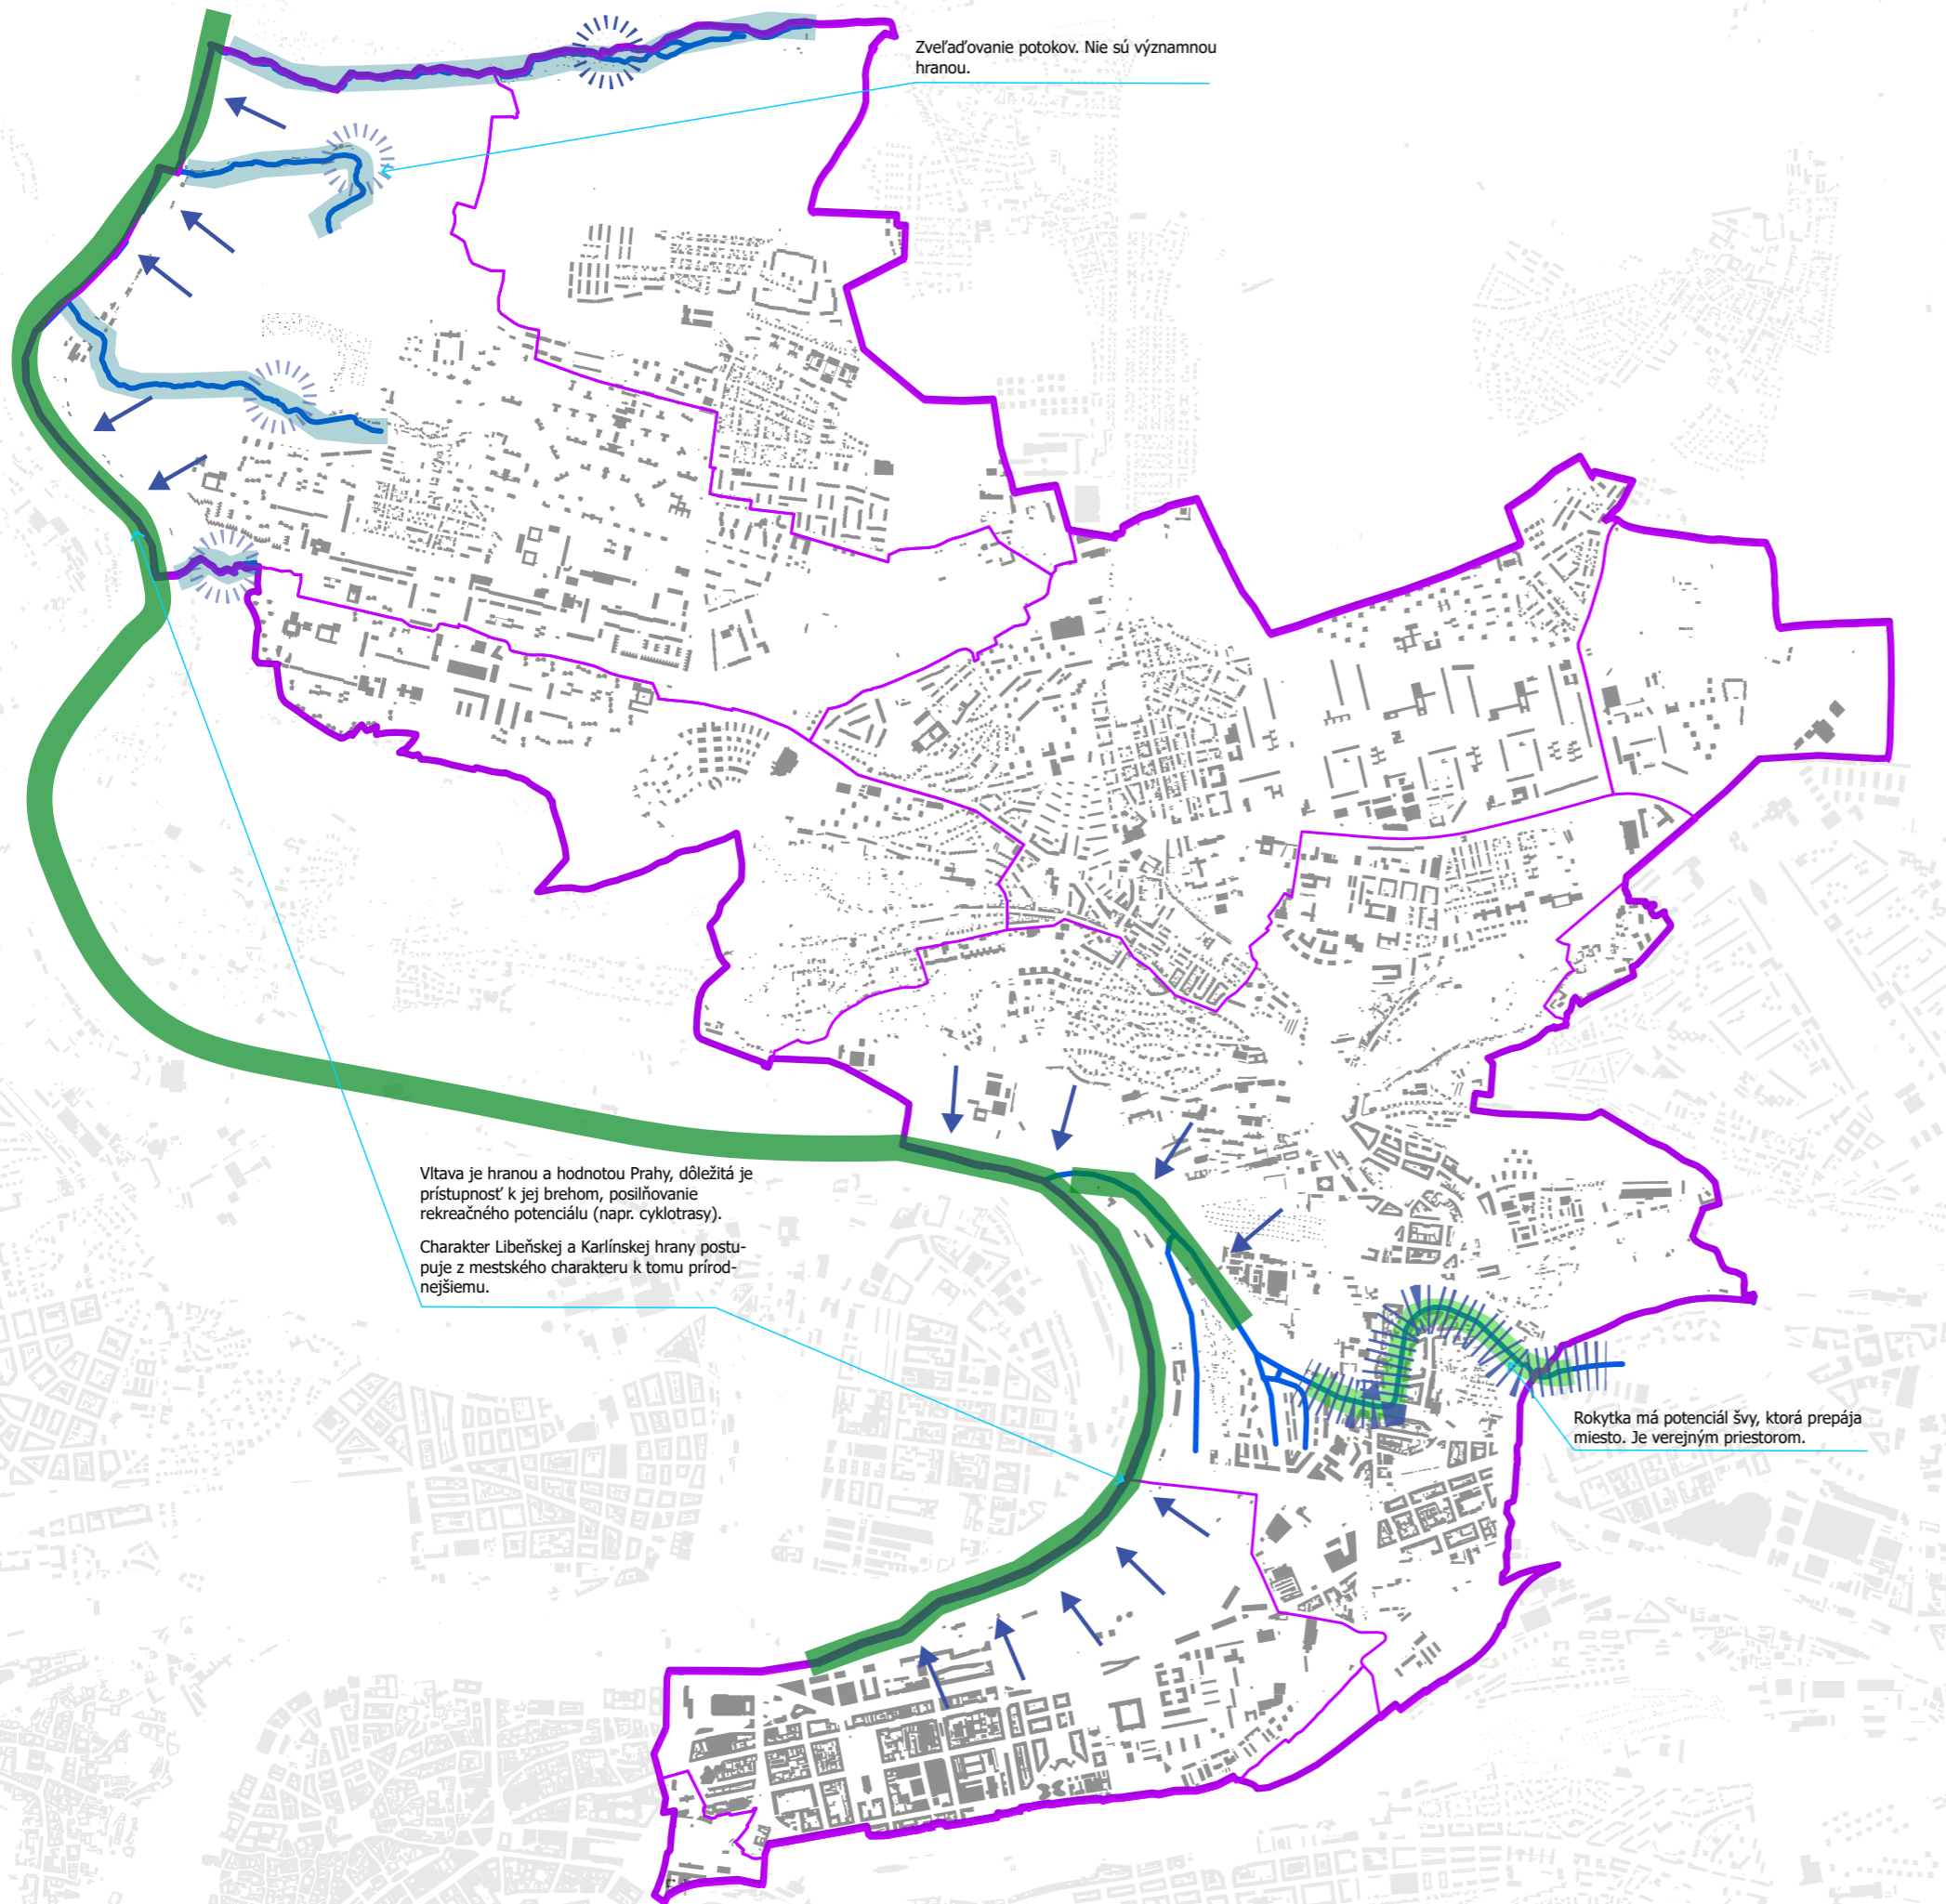 Zveľaďovanie potokov. Nie sú významnou
hranou.
Vltava je hranou a hodnotou Prahy, dôležitá je
prístupnosť k jej brehom, posilňovanie
rekreačného potenciálu (napr. cyklotrasy).
Charakter Libeňskej a Karlínskej hrany postu-
puje z mestského charakteru k tomu prírod-
nejšiemu.
Rokytka má potenciál švy, ktorá prepája
miesto. Je verejným priestorom.